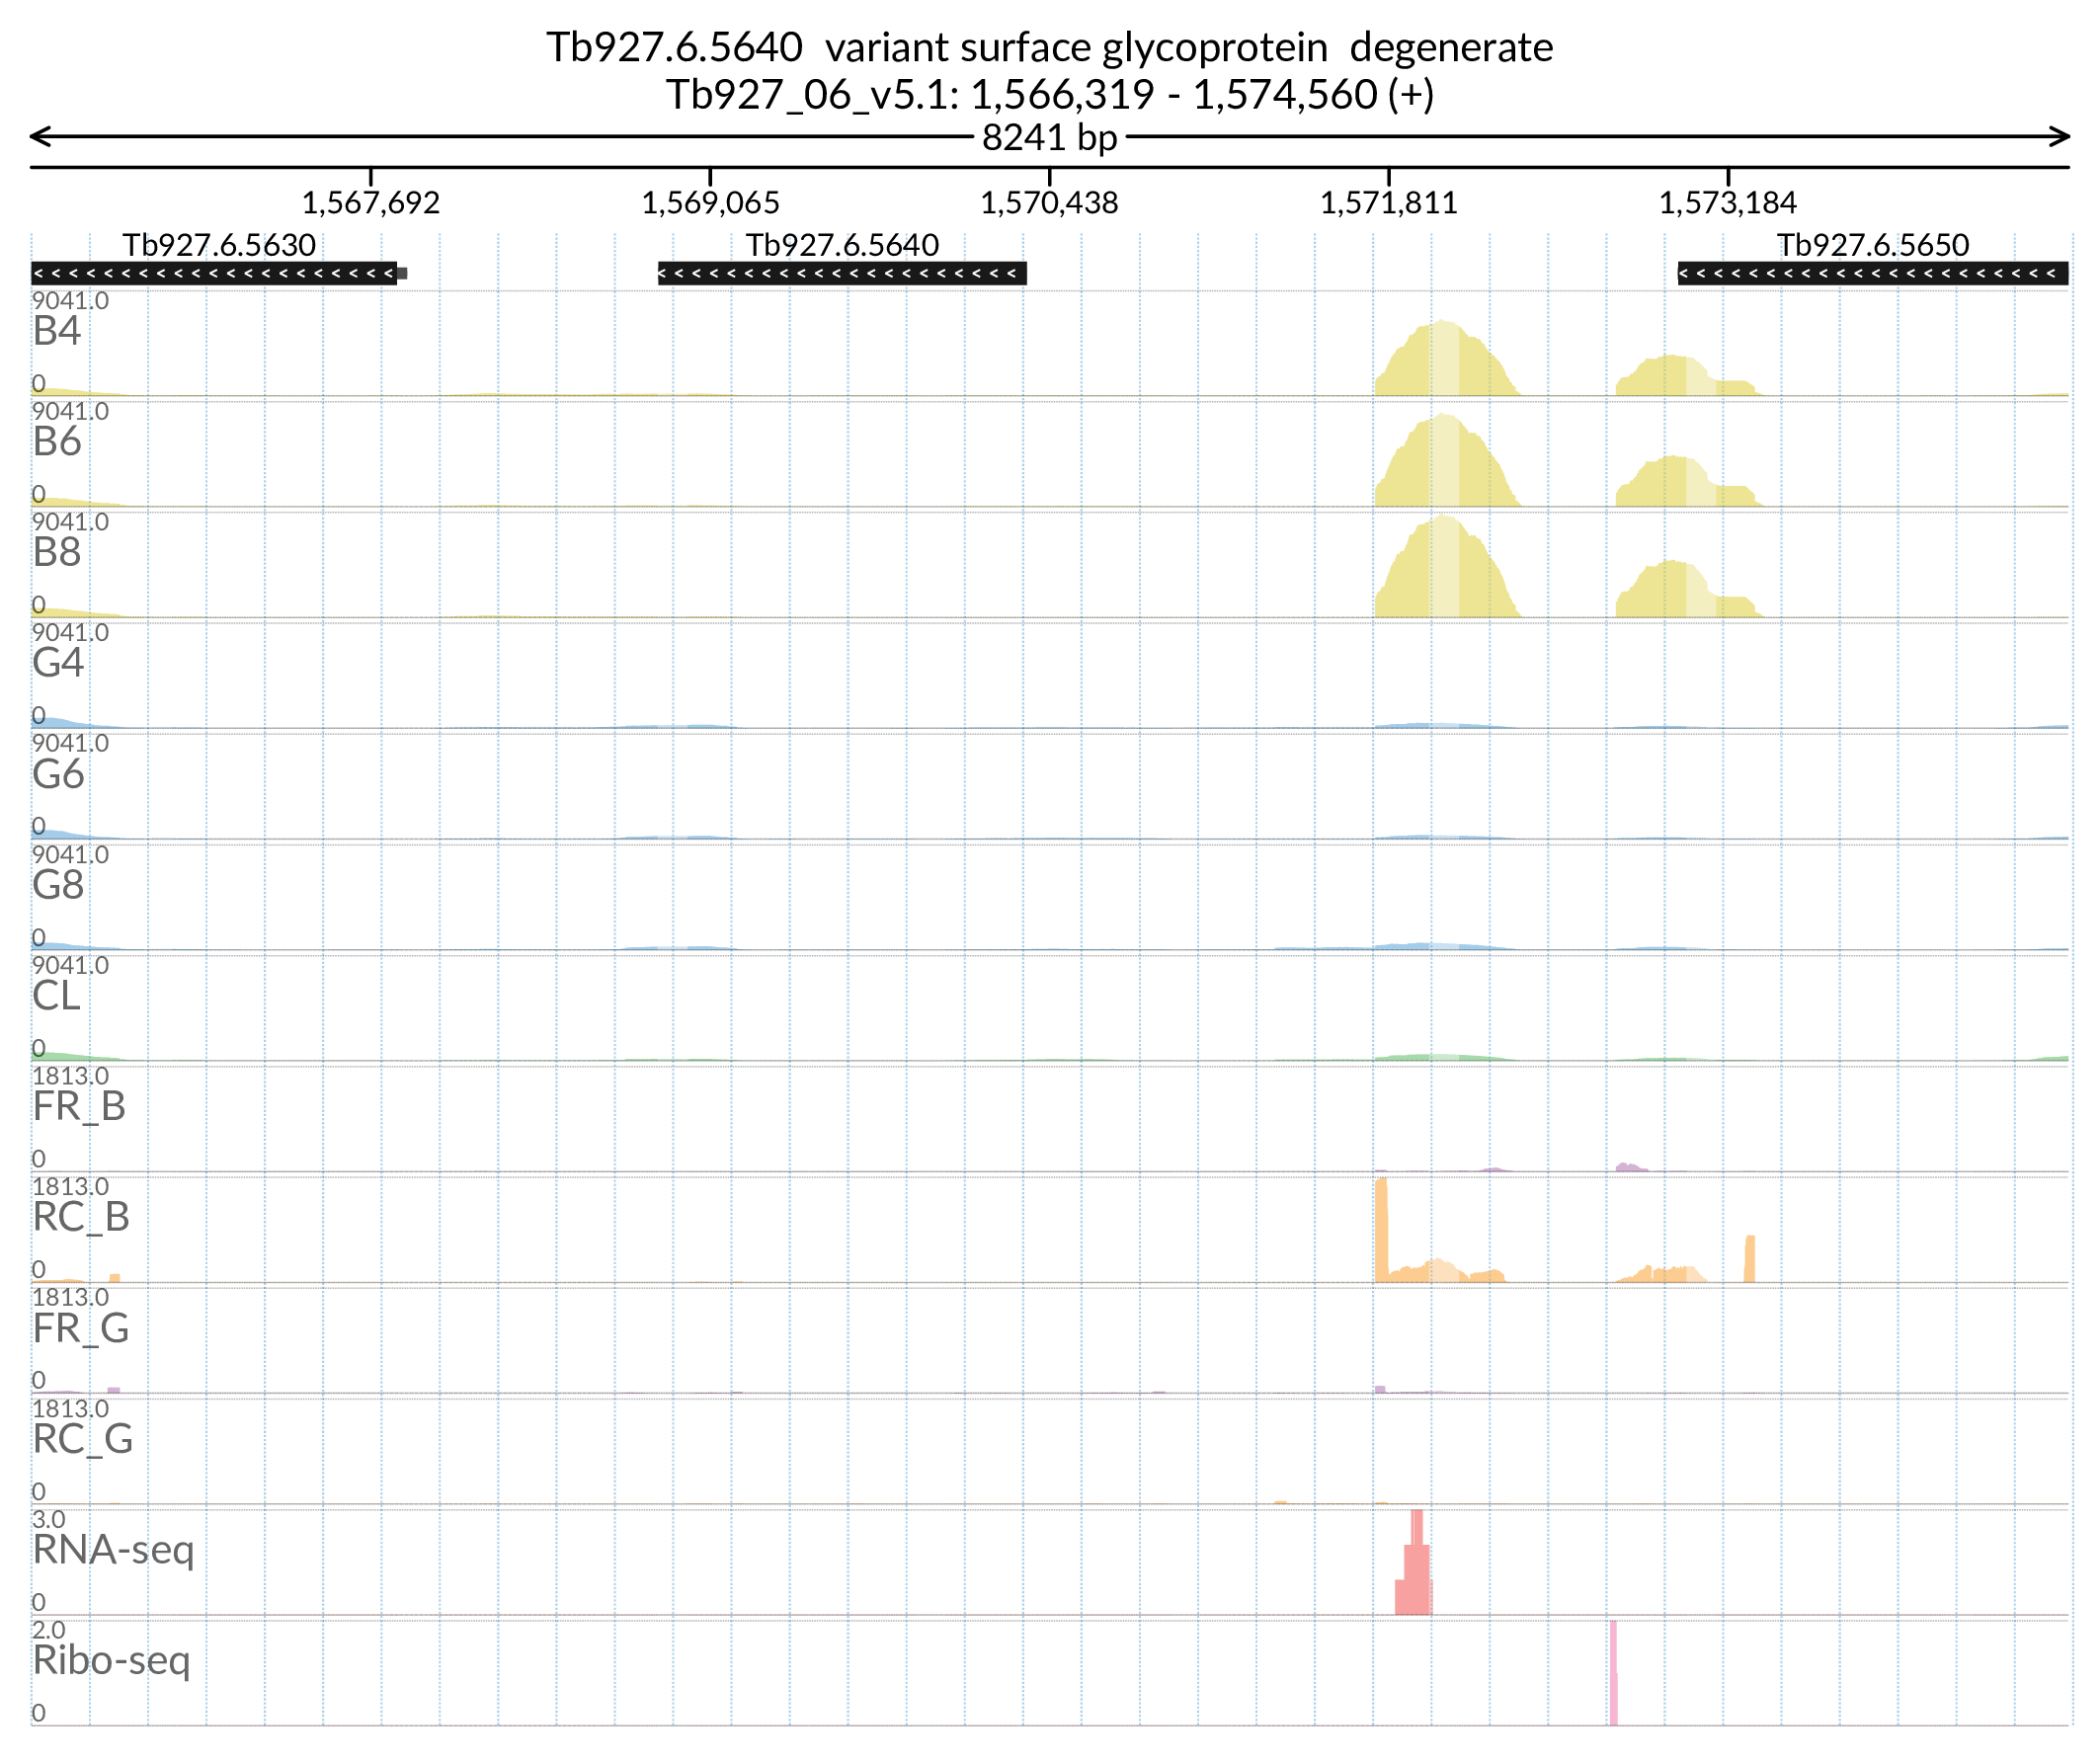 Tb927.6.5640  variant surface glycoprotein  degenerate
Tb927_06_v5.1: 1,566,319 - 1,574,560 (+)
8241 bp
1,567,692 1,569,065 1,570,438 1,571,811 1,573,184
Tb927.6.5630 Tb927.6.5640 Tb927.6.5650
9041.0
B4
0
9041.0
B6
0
9041.0
B8
0
9041.0
G4
0
9041.0
G6
0
9041.0
G8
0
9041.0
CL
0
1813.0
FR_B
0
1813.0
RC_B
0
1813.0
FR_G
0
1813.0
RC_G
0
3.0
RNA-seq
0
2.0
Ribo-seq
0